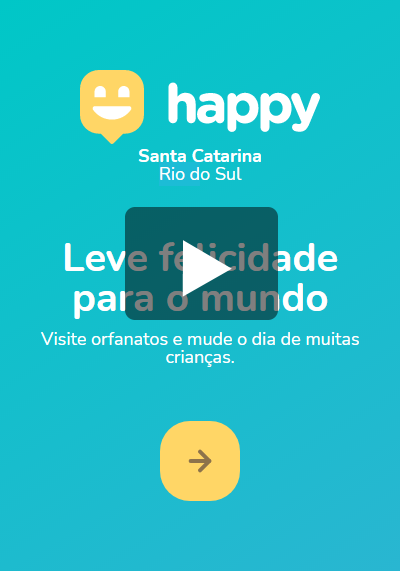 happy
Santa Catarina
Rio do Sul
Leve felicidade
para o mundo
Visite orfanatos e mude o dia de muitas
crianças.